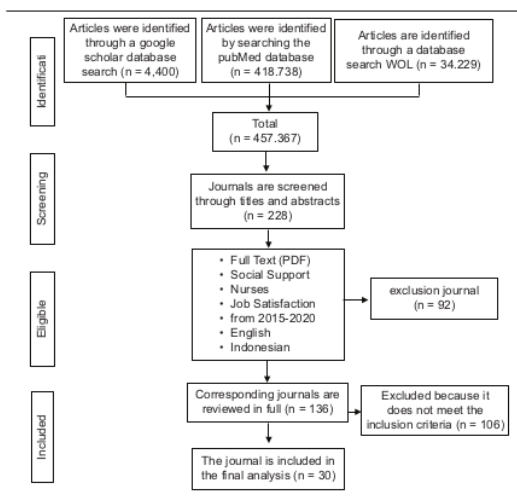 Articles were identified
through a google
scholar database
search (n = 4,400)
Articles were identified
by searching the
pubMed database
(n = 418.738)
Articles are identified
through a database
search WOL (n = 34.229)
Identificati
Total
(n = 457.367)
Screening
Journals are screened
through titles and abstracts
(n = 228)
Eligible
• Full Text (PDF)
• Social Support
• Nurses
• Job Satisfaction
• from 2015-2020
• English
• Indonesian
exclusion journal
(n = 92)
Included
Corresponding journals are
reviewed in full (n = 136)
Excluded because it
does not meet the
inclusion criteria (n = 106)
The journal is included in
the final analysis (n = 30)